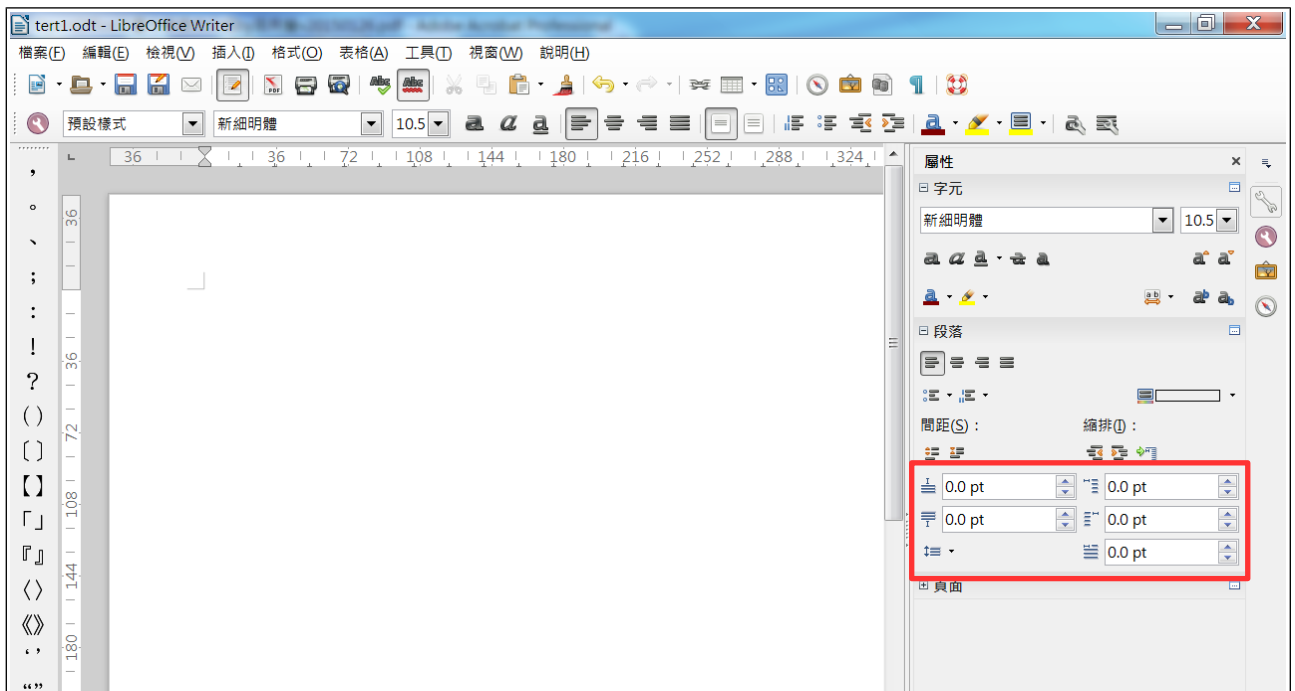 tert1.odt - LibreOffice Writer
檔案(F) 編輯(E) 檢視(V) 插入(I) 格式(O) 表格(A) 工具(T) 視窗(W) 說明(H)
預設樣式 新細明體 10.5
36 36 72 108 144 180 216 252 288 324
屬性
字元
新細明體 10.5
段落
間距(S)： 縮排(I)：
0.0 pt 0.0 pt
0.0 pt 0.0 pt
0.0 pt
頁面
，
。
、
；
：
！
？
( )
〔 〕
【 】
「 」
『 』
〈 〉
《 》
‘ ’
“ ”
36
36
72
108
144
180